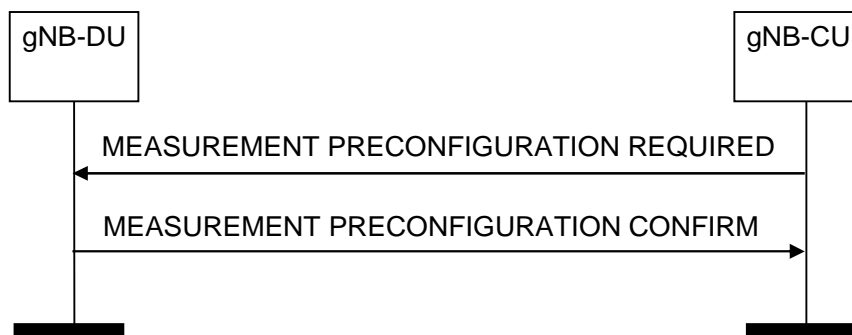 gNB-DU
gNB-CU
MEASUREMENT PRECONFIGURATION REQUIRED
MEASUREMENT PRECONFIGURATION CONFIRM